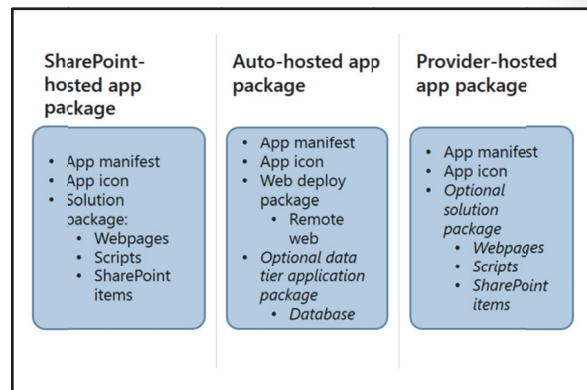 SharePoint-
hosted app
package
• App manifest
• App icon
• Solution
package:
• Webpages
• Scripts
• SharePoint
items
Auto-hosted app
package
• App manifest
• App icon
• Web deploy
package
• Remote
web
• Optional data
tier application
package
• Database
Provider-hosted
app package
• App manifest
• App icon
• Optional
solution
package
• Webpages
• Scripts
• SharePoint
items